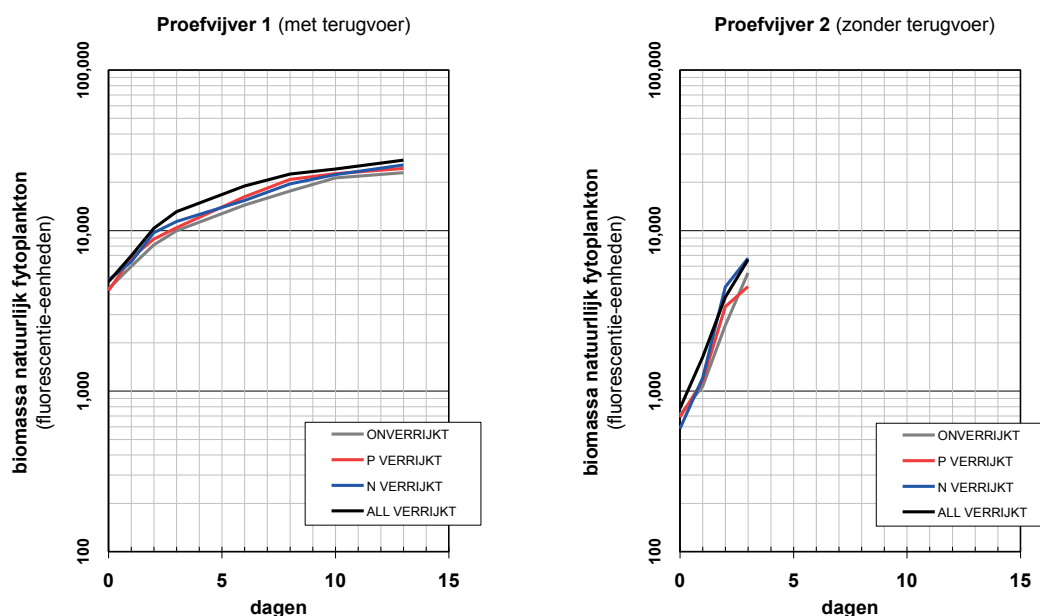 Proefvijver 1 (met terugvoer)
biomassa natuurlijk fytoplankton
(fluorescentie-eenheden)
100,000
10,000
1,000
100
ONVERRIJKT
P VERRIJKT
N VERRIJKT
ALL VERRIJKT
0 5 10 15
dagen
Proefvijver 2 (zonder terugvoer)
biomassa natuurllijk fytoplankton
(fluorescentie-eenheden)
100,000
10,000
1,000
100
ONVERRIJKT
P VERRIJKT
N VERRIJKT
ALL VERRIJKT
0 5 10 15
dagen